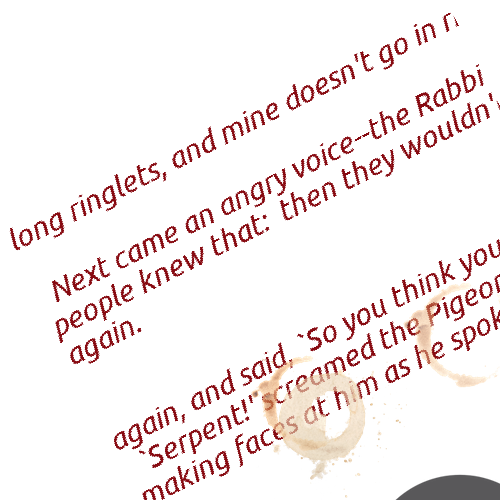 long ringlets, and mine doesn't go in
Next came an angry voice--the Rabbi
people knew that: then they wouldn'
again.
again, and said, `So you think you
`Serpent!' screamed the Pigeon
making faces at him as he spok